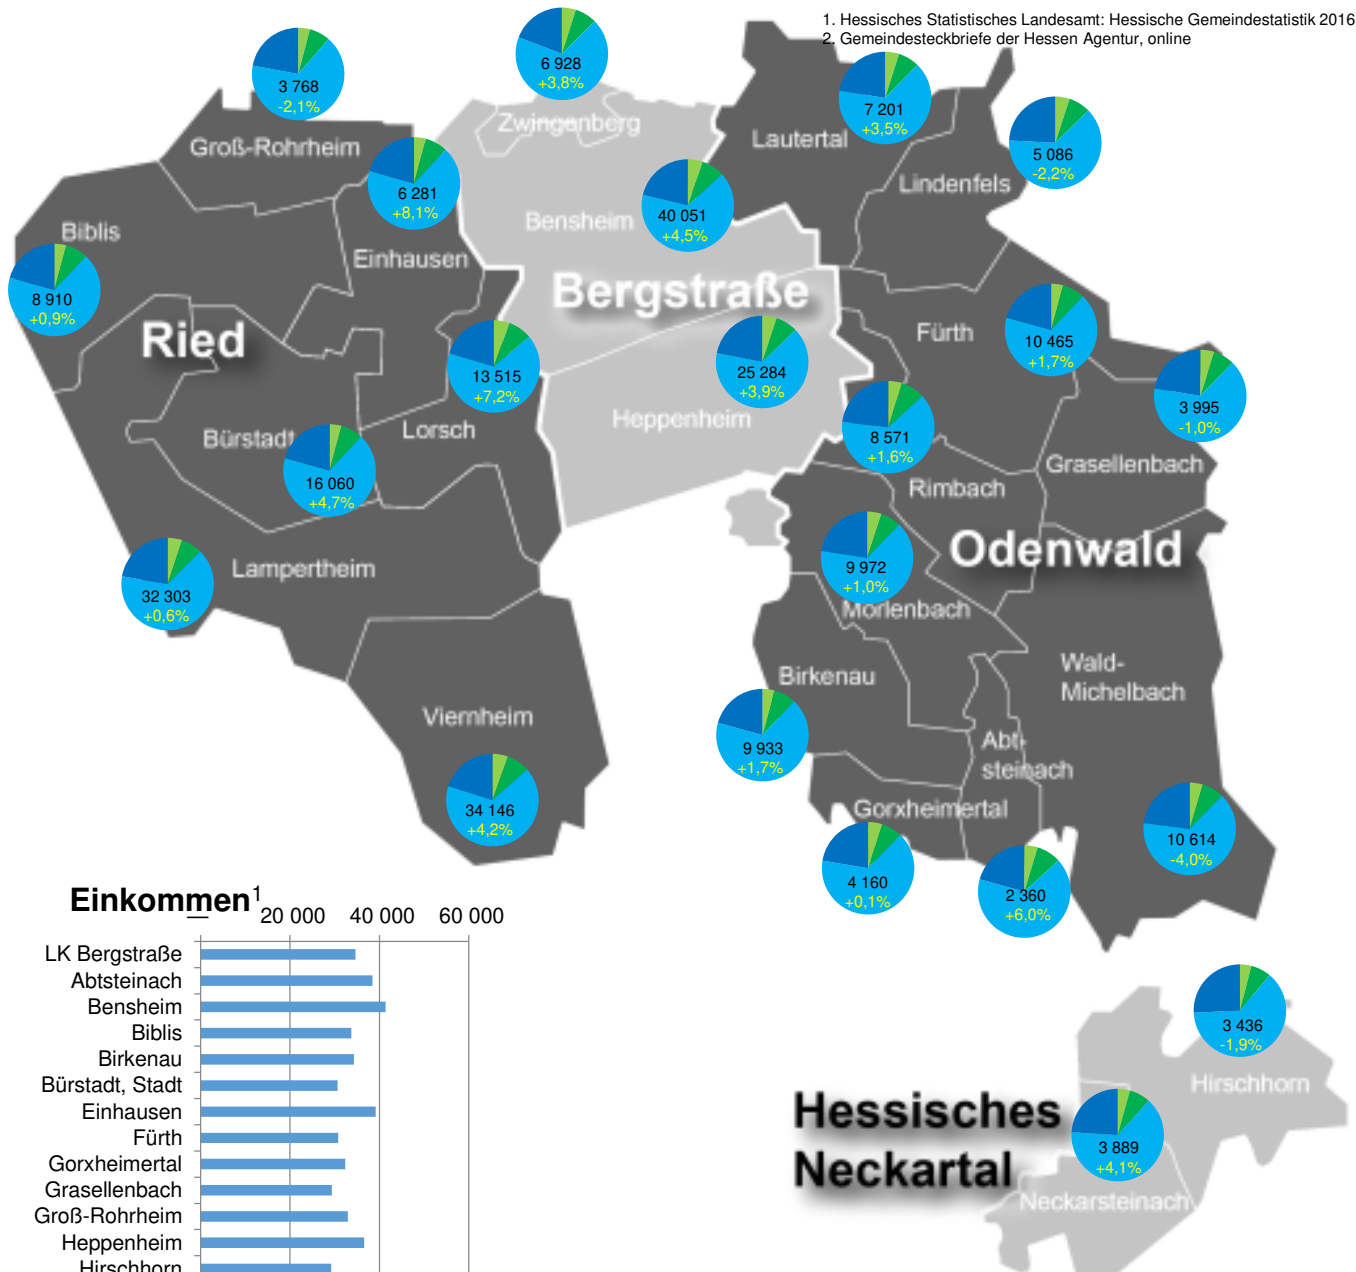 1. Hessisches Statistisches Landesamt: Hessische Gemeindestatistik 2016
2. Gemeindesteckbriefe der Hessen Agentur, online
3 768
-2,1%
6 928
+3,8%
7 201
+3,5%
5 086
-2,2%
Zwingenberg
Groß-Rohrheim
Lautertal
Lindenfels
6 281
+8,1%
40 051
+4,5%
Bensheim
Biblis
Einhausen
8 910
+0,9%
Bergstraße
Ried
Fürth
10 465
+1,7%
13 515
+7,2%
25 284
+3,9%
3 995
-1,0%
Heppenheim
Bürstadt
Lorsch
8 571
+1,6%
Grasellenbach
16 060
+4,7%
Rimbach
Odenwald
Lampertheim
32 303
+0,6%
9 972
+1,0%
Mörlenbach
Birkenau
Wald-
Michelbach
Viernheim
9 933
+1,7%
Abt-
steinach
34 146
+4,2%
Gorxheimertal
10 614
-4,0%
4 160
+0,1%
2 360
+6,0%
Einkommen1
20 000 40 000 60 000
LK Bergstraße
Abtsteinach
Bensheim
Biblis
Birkenau
Bürstadt, Stadt
Einhausen
Fürth
Gorxheimertal
Grasellenbach
Groß-Rohrheim
Heppenheim
Hirschhorn
3 436
-1,9%
Hirschhorn
Hessisches
Neckartal
3 889
+4,1%
Neckarsteinach